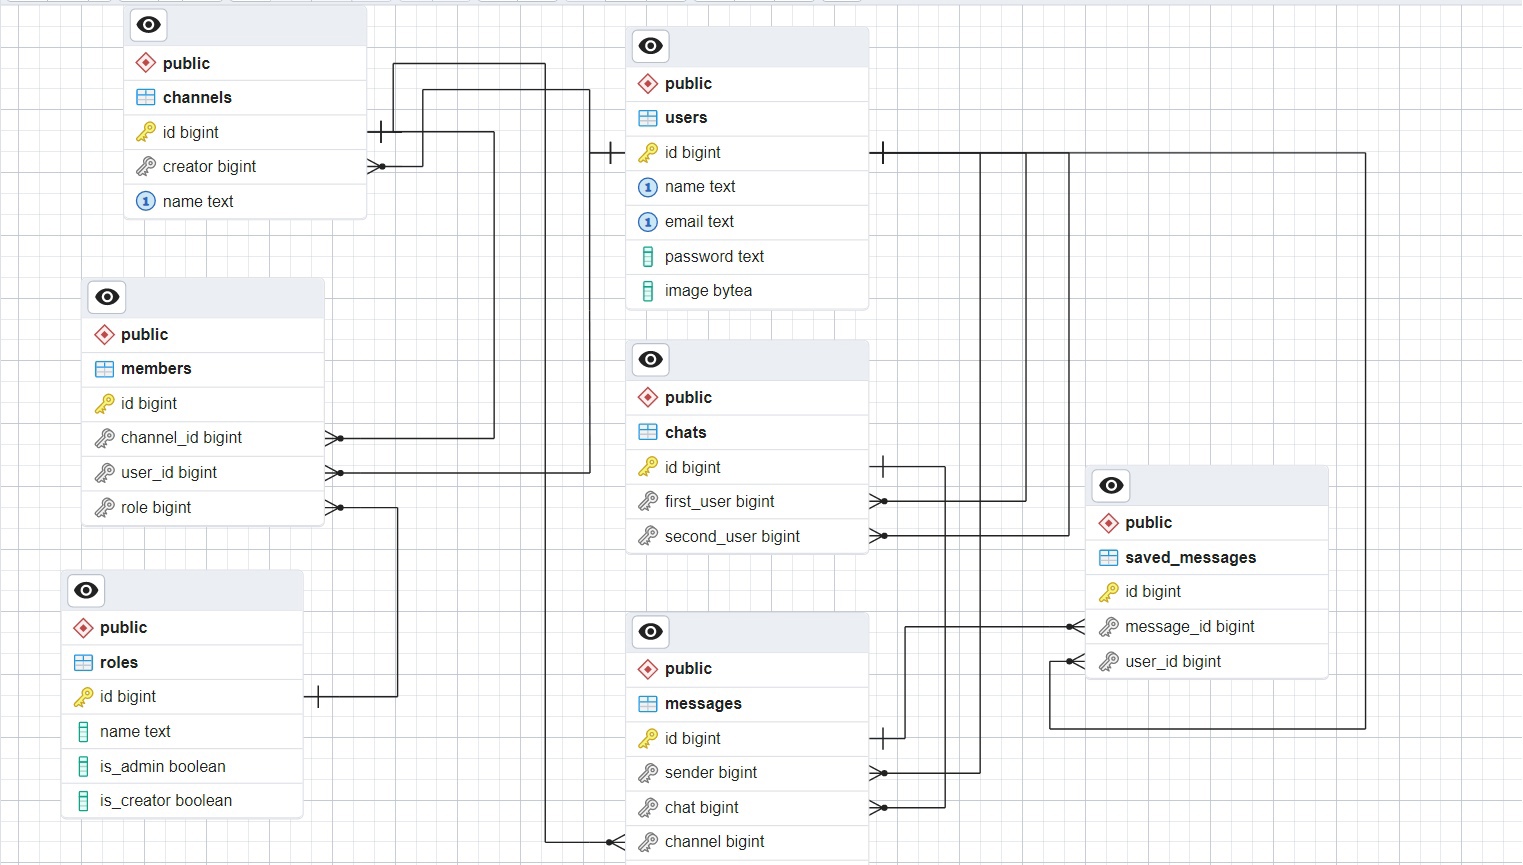 public
channels
id bigint
creator bigint
name text
public
users
id bigint
1 name text
1 email text
password text
image bytea
public
members
id bigint
channel_id bigint
user_id bigint
role bigint
public
chats
id bigint
first_user bigint
second_user bigint
public
saved_messages
id bigint
message_id bigint
user_id bigint
public
roles
id bigint
name text
is_admin boolean
is_creator boolean
public
messages
id bigint
sender bigint
chat bigint
channel bigint